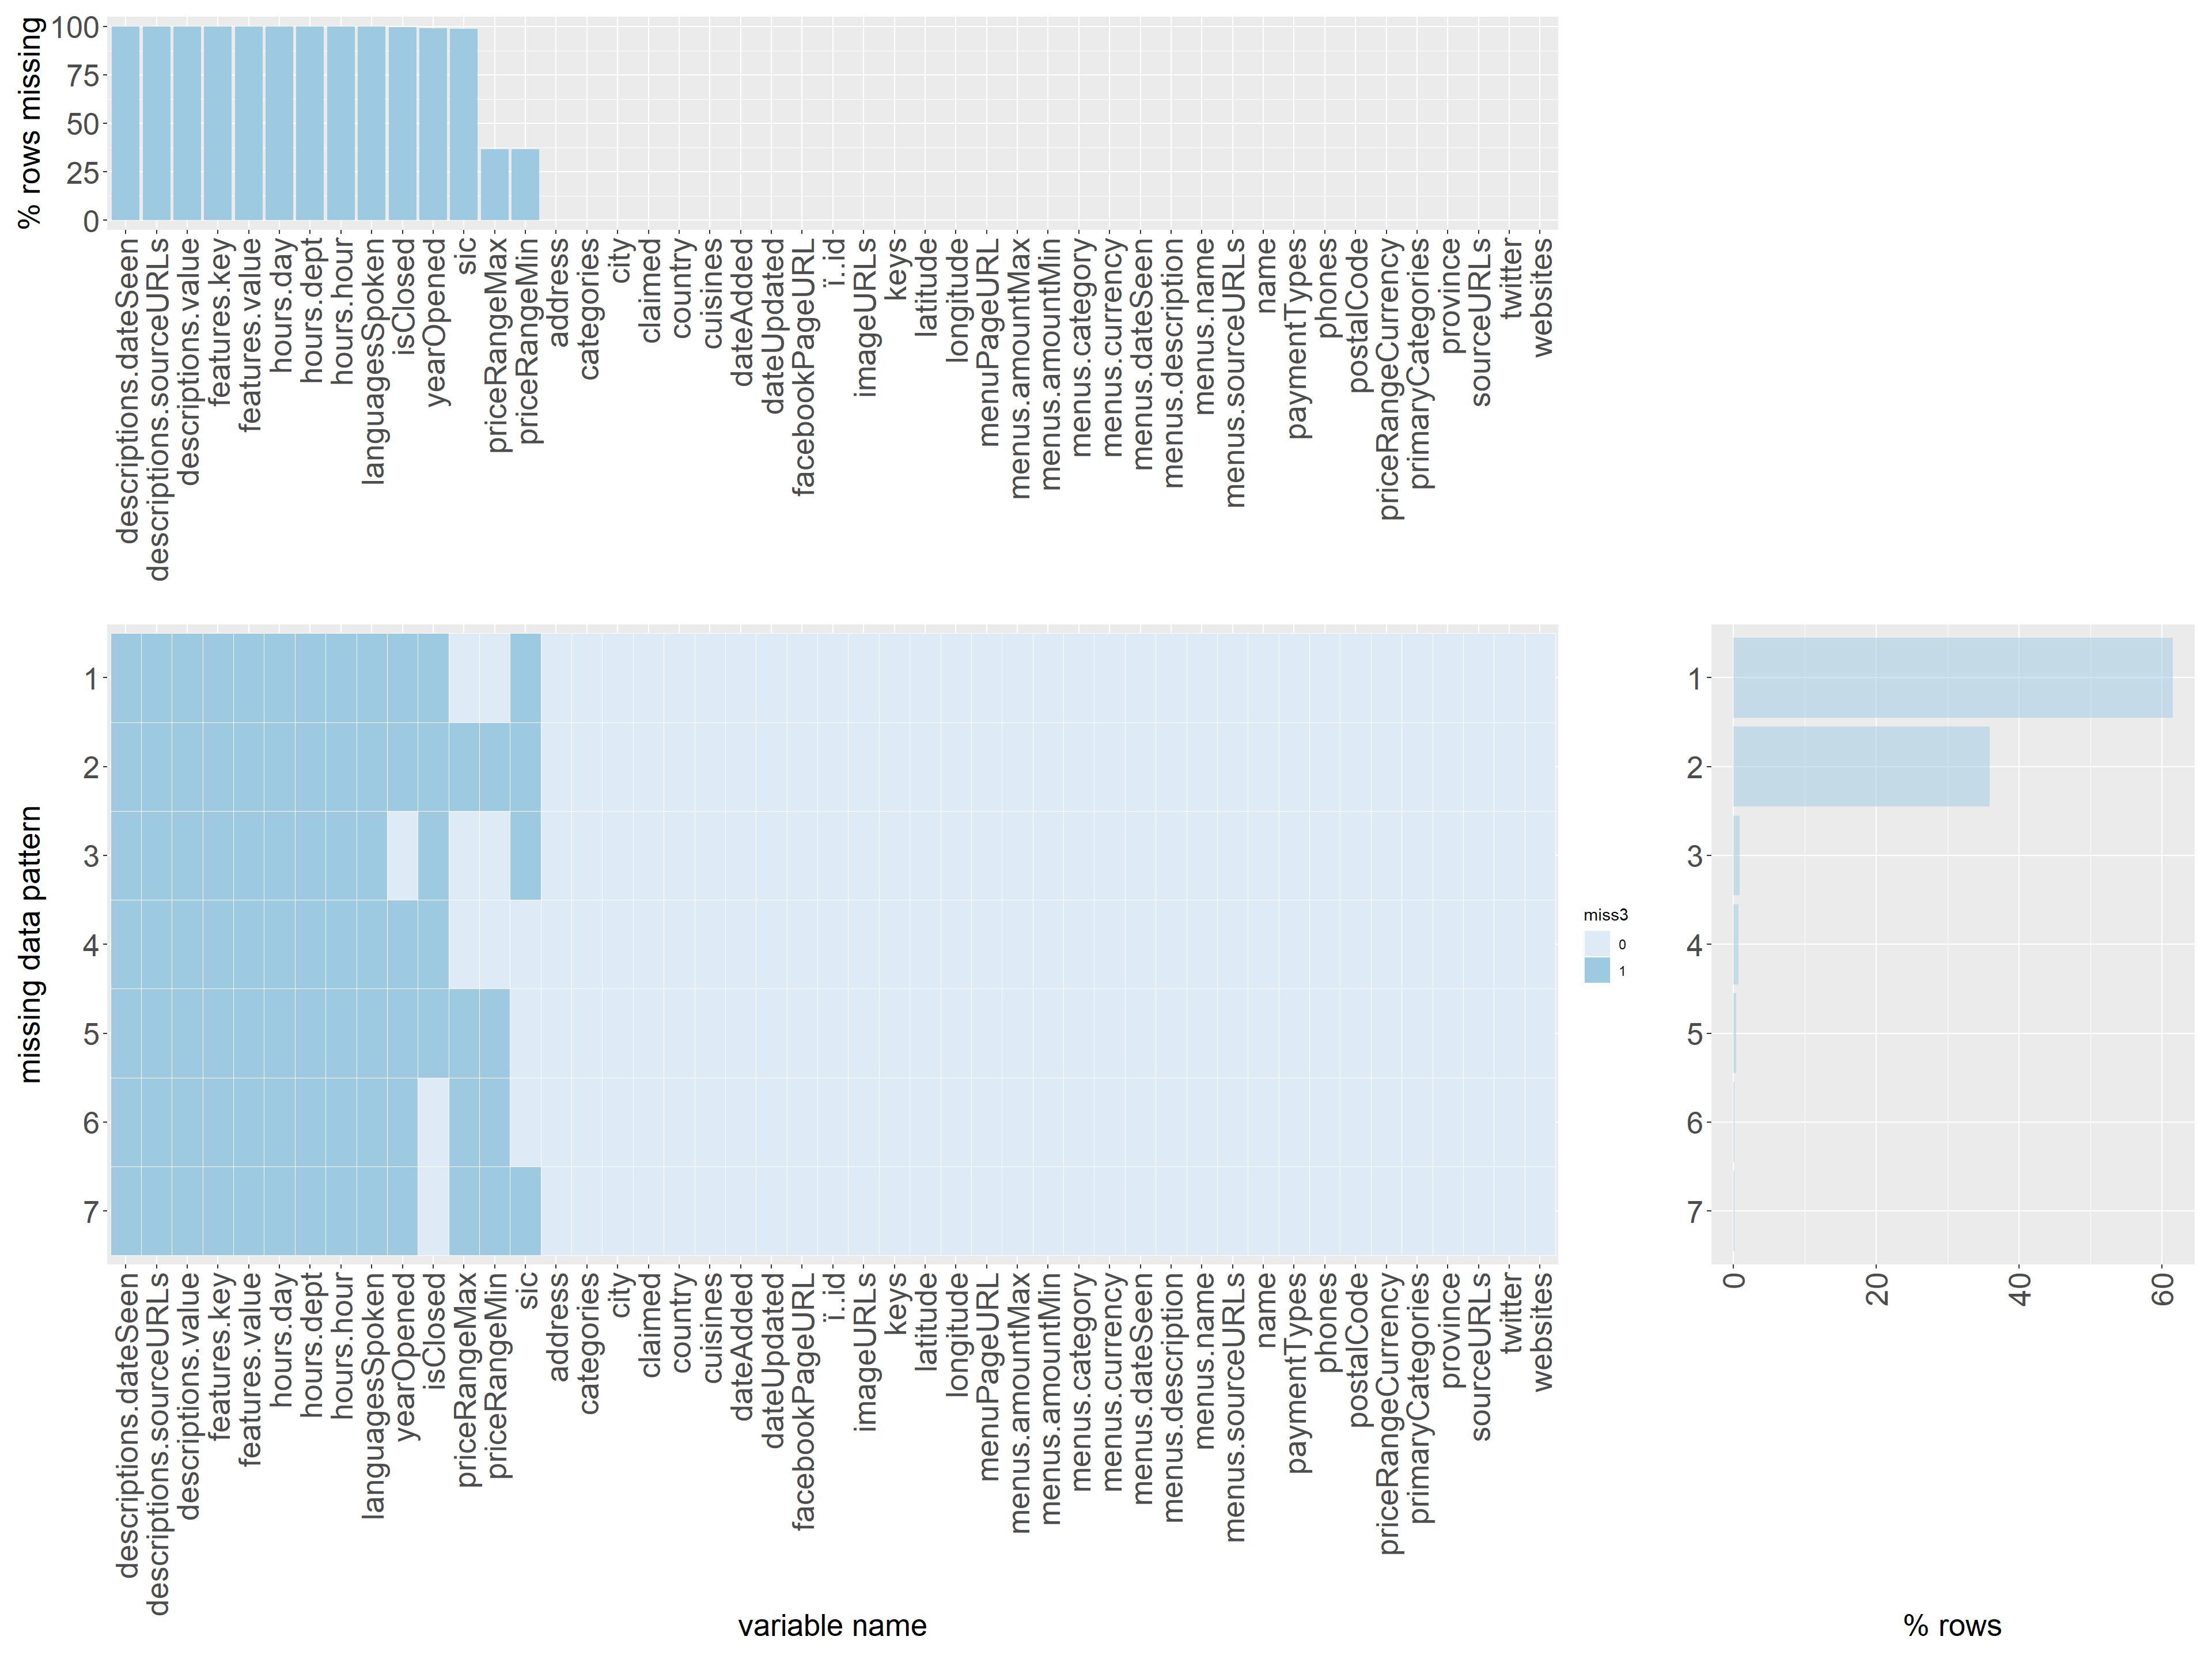 % rows missing
100
75
50
25
0
descriptions.dateSeen
descriptions.sourceURLs
descriptions.value
features.key
features.value
hours.day
hours.dept
hours.hour
languagesSpoken
isClosed
yearOpened
sic
priceRangeMax
priceRangeMin
address
categories
city
claimed
country
cuisines
dateAdded
dateUpdated
facebookPageURL
ï..id
imageURLs
keys
latitude
longitude
menuPageURL
menus.amountMax
menus.amountMin
menus.category
menus.currency
menus.dateSeen
menus.description
menus.name
menus.sourceURLs
name
paymentTypes
phones
postalCode
priceRangeCurrency
primaryCategories
province
sourceURLs
twitter
websites
missing data pattern
1
2
3
4
5
6
7
descriptions.dateSeen
descriptions.sourceURLs
descriptions.value
features.key
features.value
hours.day
hours.dept
hours.hour
languagesSpoken
yearOpened
isClosed
priceRangeMax
priceRangeMin
sic
address
categories
city
claimed
country
cuisines
dateAdded
dateUpdated
facebookPageURL
ï..id
imageURLs
keys
latitude
longitude
menuPageURL
menus.amountMax
menus.amountMin
menus.category
menus.currency
menus.dateSeen
menus.description
menus.name
menus.sourceURLs
name
paymentTypes
phones
postalCode
priceRangeCurrency
primaryCategories
province
sourceURLs
twitter
websites
variable name
miss3
0
1
1
2
3
4
5
6
7
0
20
40
60
% rows